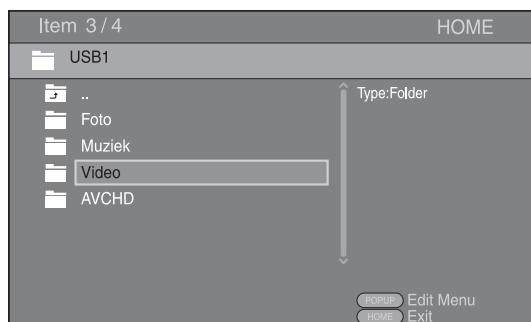 Item 3/4 HOME
USB1
.. Type:Folder
Foto
Muziek
Video
AVCHD
POPUP Edit Menu
HOME Exit